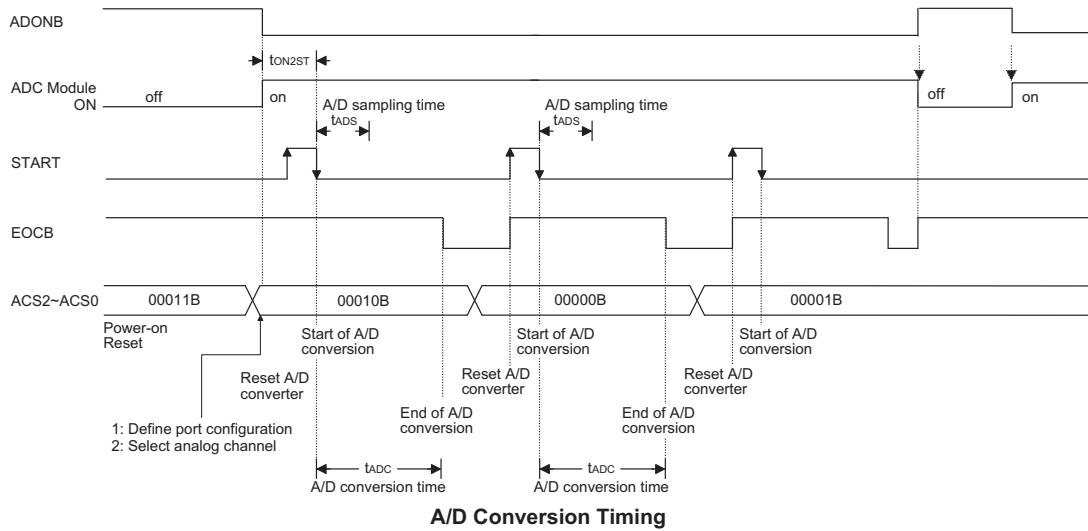 ADONB
tON2ST
ADC Module
ON
off
on
off
on
A/D sampling time
tADS
A/D sampling time
tADS
START
EOCB
ACS2~ACS0
00011B
00010B
00000B
00001B
Power-on
Reset
Start of A/D
conversion
Start of A/D
conversion
Start of A/D
conversion
Reset A/D
converter
Reset A/D
converter
Reset A/D
converter
End of A/D
conversion
End of A/D
conversion
1: Define port configuration
2: Select analog channel
tADC
A/D conversion time
tADC
A/D conversion time
A/D Conversion Timing